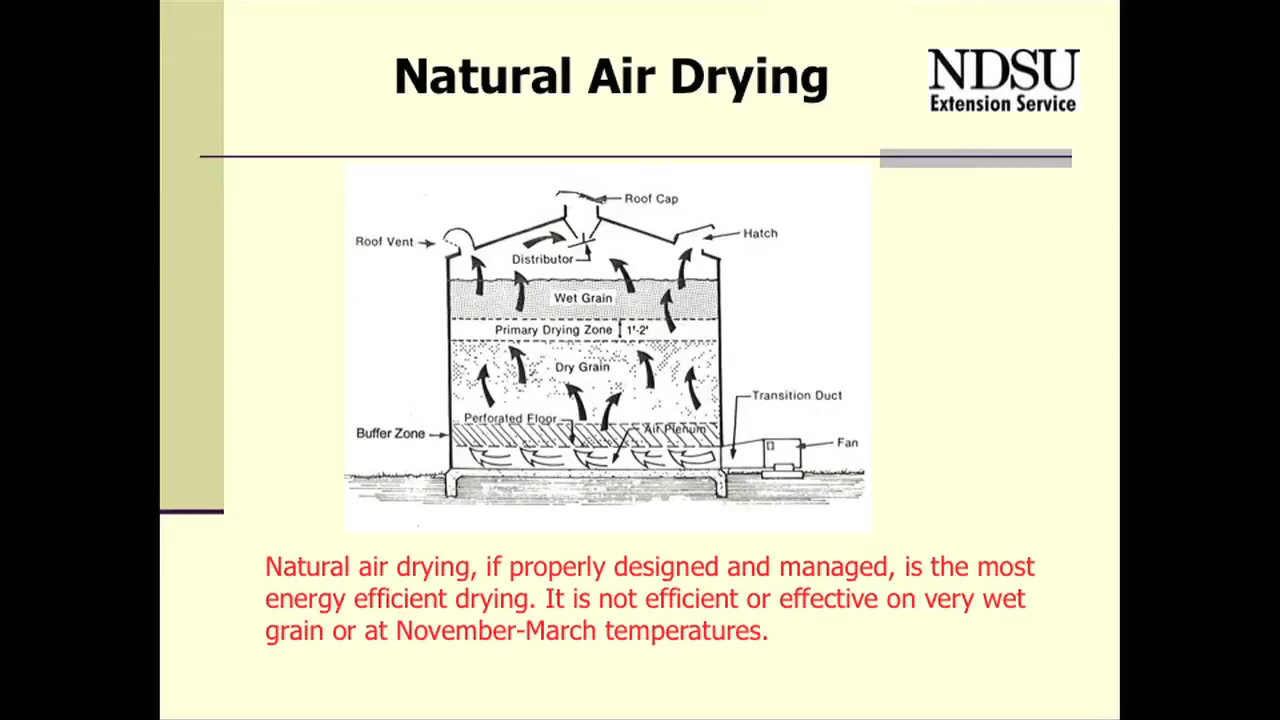 Natural Air Drying
NDSU
Extension Service
Roof Cap
Roof Vent
Hatch
Distributor
Wet Grain
Primary Drying Zone 1'-2'
Dry Grain
Transition Duct
Perforated Floor
Air Plenum
Buffer Zone
Fan
Natural air drying, if properly designed and managed, is the most
energy efficient drying. It is not efficient or effective on very wet
grain or at November-March temperatures.